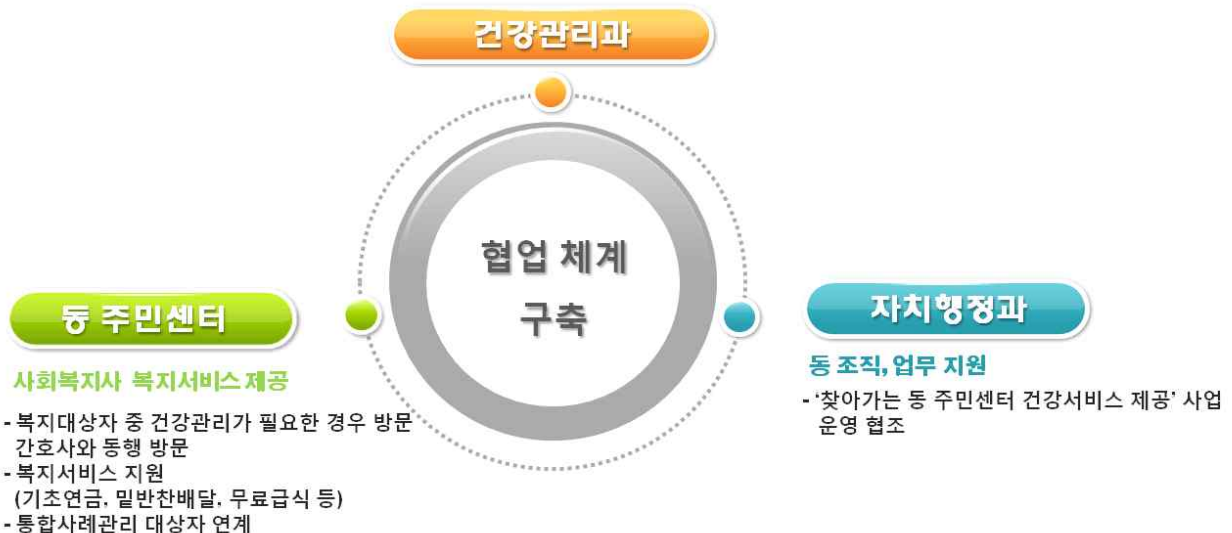 건강관리과
협업 체계
구축
동 주민센터
사회복지사 복지서비스 제공
- 복지대상자 중 건강관리가 필요한 경우 방문
간호사와 동행 방문
- 복지서비스 지원
(기초연금, 밑반찬배달, 무료급식 등)
- 통합사례관리 대상자 연계
자치행정과
동 조직, 업무 지원
- ‘찾아가는 동 주민센터 건강서비스 제공’ 사업
운영 협조